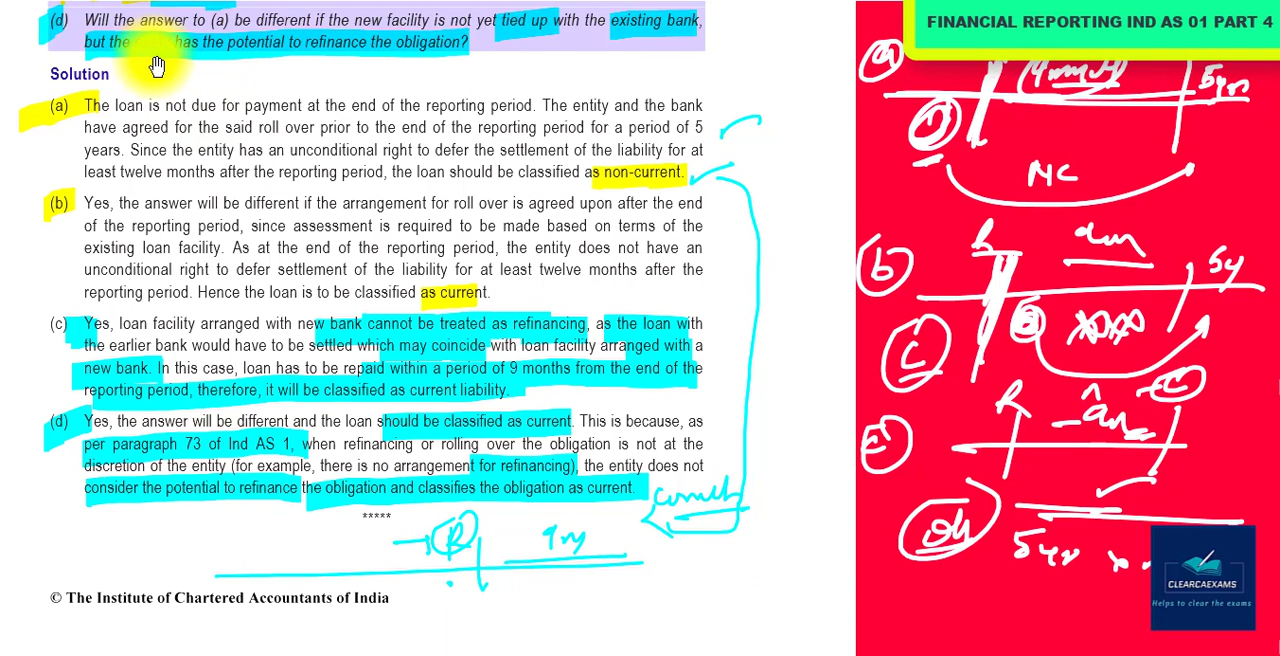 (d) Will the answer to (a) be different if the new facility is not yet tied up with the existing bank,
but the has the potential to refinance the obligation?
Solution
(a) The loan is not due for payment at the end of the reporting period. The entity and the bank
have agreed for the said roll over prior to the end of the reporting period for a period of 5
years. Since the entity has an unconditional right to defer the settlement of the liability for at
least twelve months after the reporting period, the loan should be classified as non-current.
(b) Yes, the answer will be different if the arrangement for roll over is agreed upon after the end
of the reporting period, since assessment is required to be made based on terms of the
existing loan facility. As at the end of the reporting period, the entity does not have an
unconditional right to defer settlement of the liability for at least twelve months after the
reporting period. Hence the loan is to be classified as current.
(c) Yes, loan facility arranged with new bank cannot be treated as refinancing, as the loan with
the earlier bank would have to be settled which may coincide with loan facility arranged with a
new bank. In this case, loan has to be repaid within a period of 9 months from the end of the
reporting period, therefore, it will be classified as current liability.
(d) Yes, the answer will be different and the loan should be classified as current. This is because, as
per paragraph 73 of Ind AS 1, when refinancing or rolling over the obligation is not at the
discretion of the entity (for example, there is no arrangement for refinancing), the entity does not
consider the potential to refinance the obligation and classifies the obligation as current.
*****
R 9m
© The Institute of Chartered Accountants of India
FINANCIAL REPORTING IND AS 01 PART 4
(a) 5yrs
NC
(b) 5y
(C)
R
5yr
CLEARCAEXAMS
Helps to clear the exams